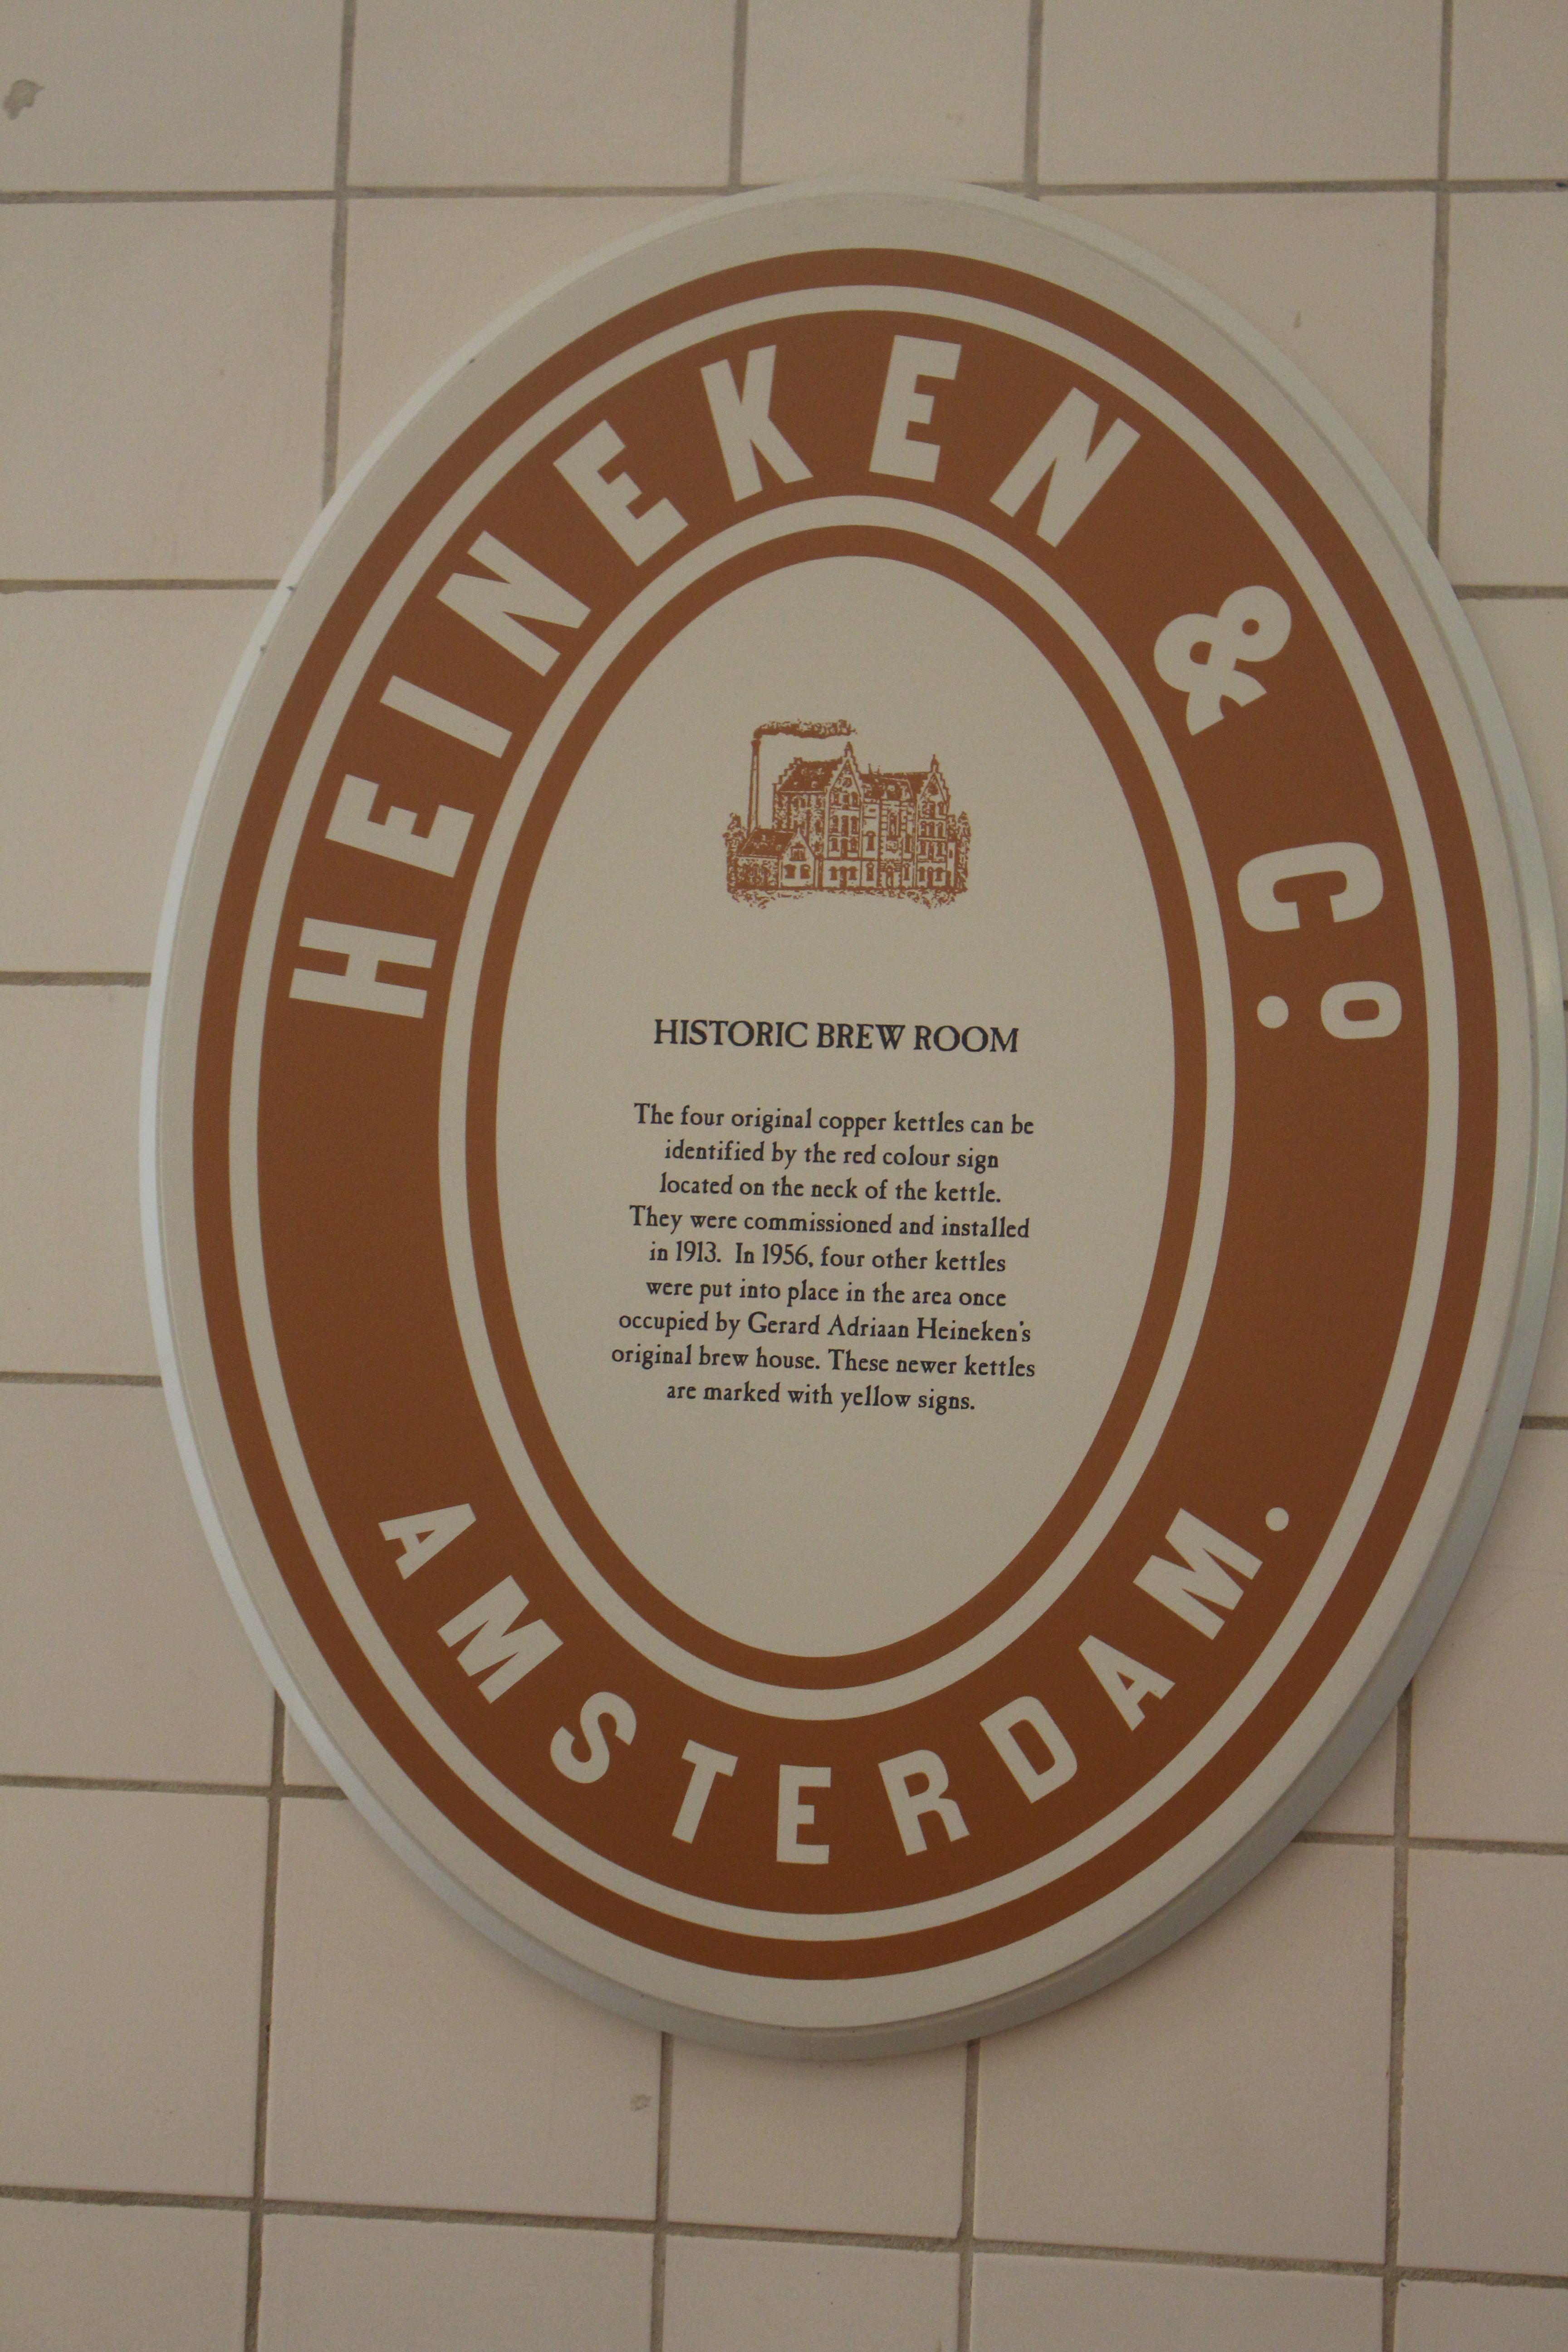 HEINEKEN & Cº.
HISTORIC BREW ROOM
The four original copper kettles can be
identified by the red colour sign
located on the neck of the kettle.
They were commissioned and installed
in 1913. In 1956, four other kettles
were put into place in the area once
occupied by Gerard Adriaan Heineken's
original brew house. These newer kettles
are marked with yellow signs.
AMSTERDAM.